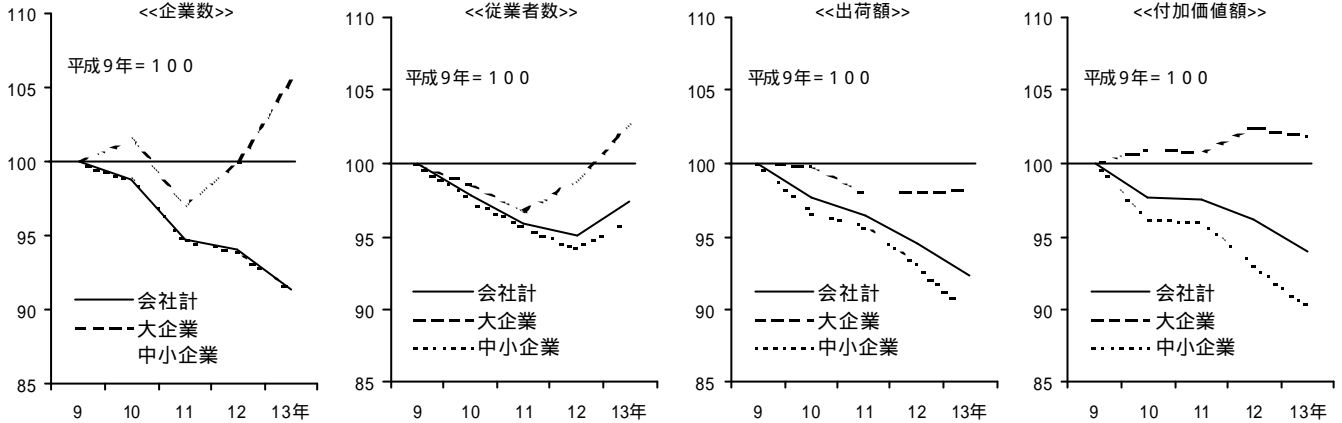 <<企業数>>
110
平成9年=100
105
100
95
90
85
会社計
大企業
中小企業
9 10 11 12 13年
<<従業者数>>
110
平成9年=100
105
100
95
90
85
会社計
大企業
中小企業
9 10 11 12 13年
<<出荷額>>
110
平成9年=100
105
100
95
90
85
会社計
大企業
中小企業
9 10 11 12 13年
<<付加価値額>>
110
平成9年=100
105
100
95
90
85
会社計
大企業
中小企業
9 10 11 12 13年